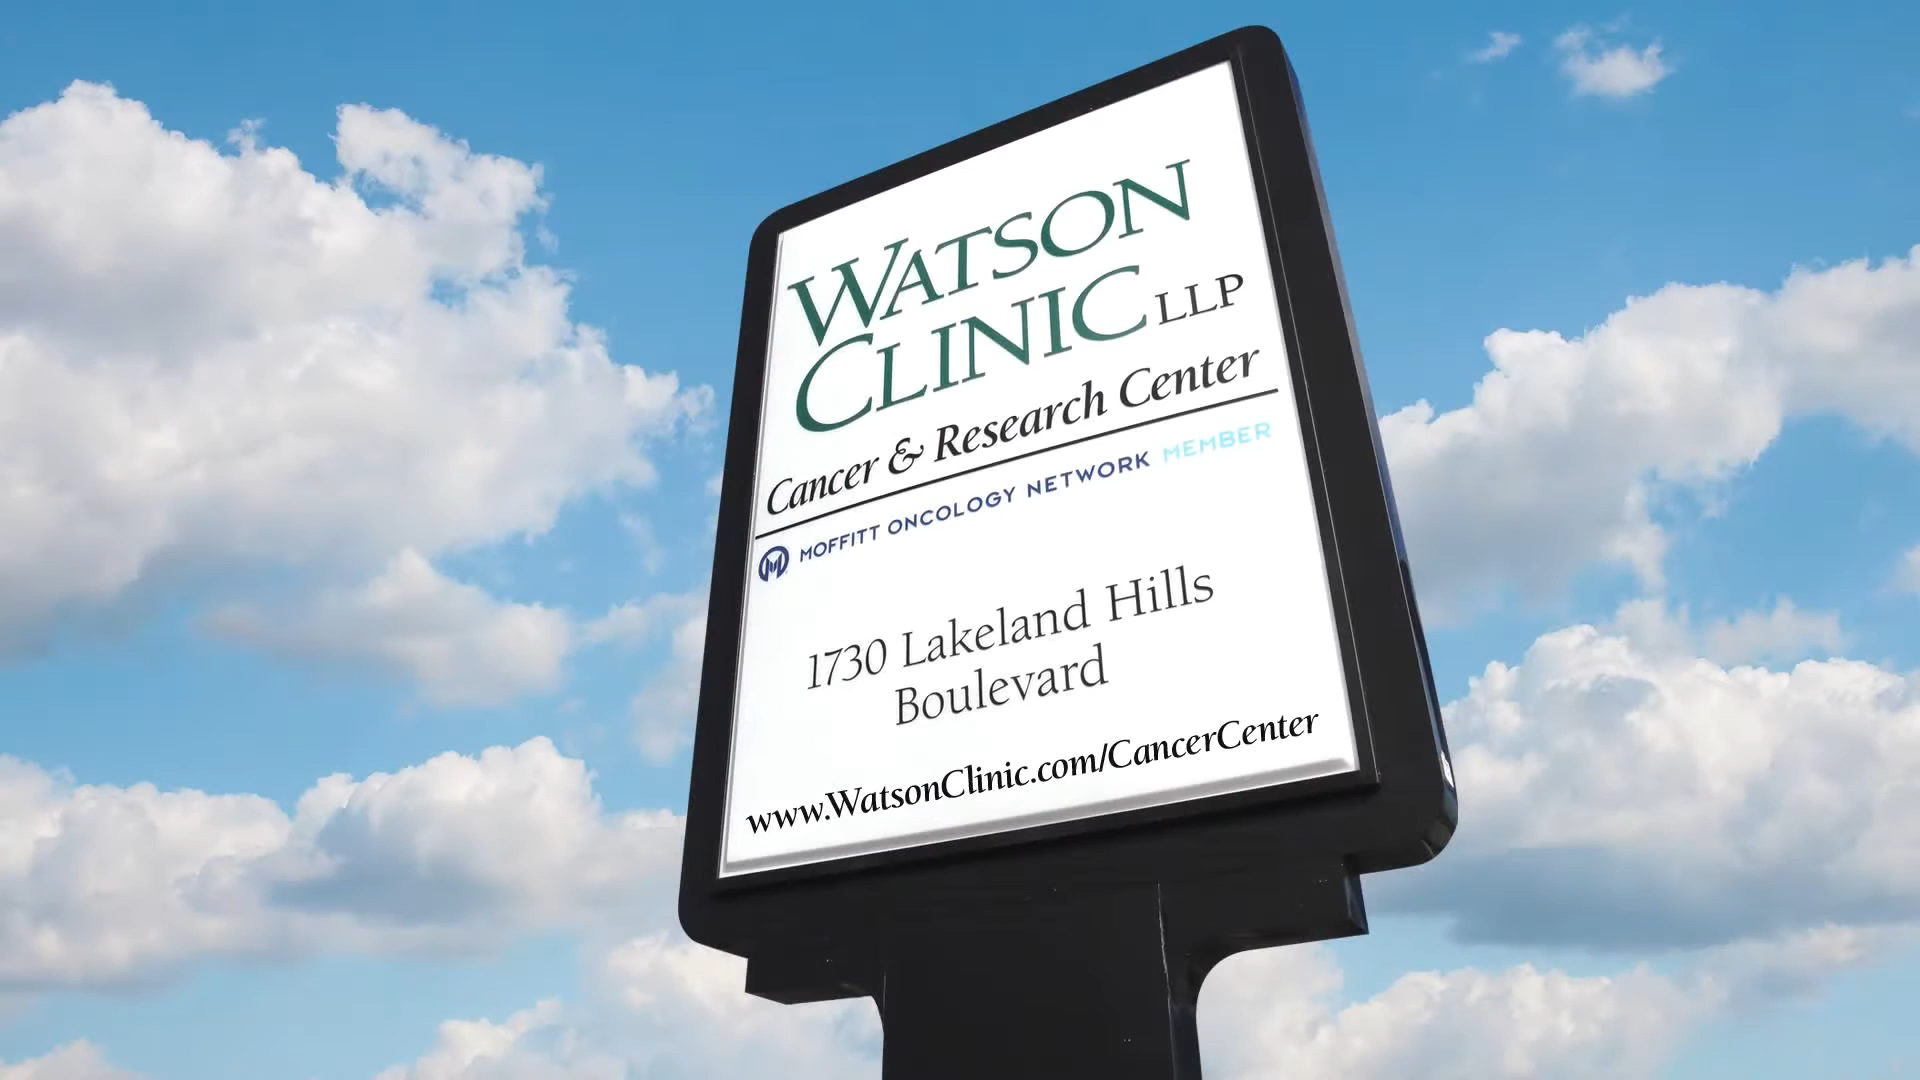 WATSON
CLINIC LLP
Cancer & Research Center
M MOFFITT ONCOLOGY NETWORK MEMBER
1730 Lakeland Hills
Boulevard
www.WatsonClinic.com/CancerCenter